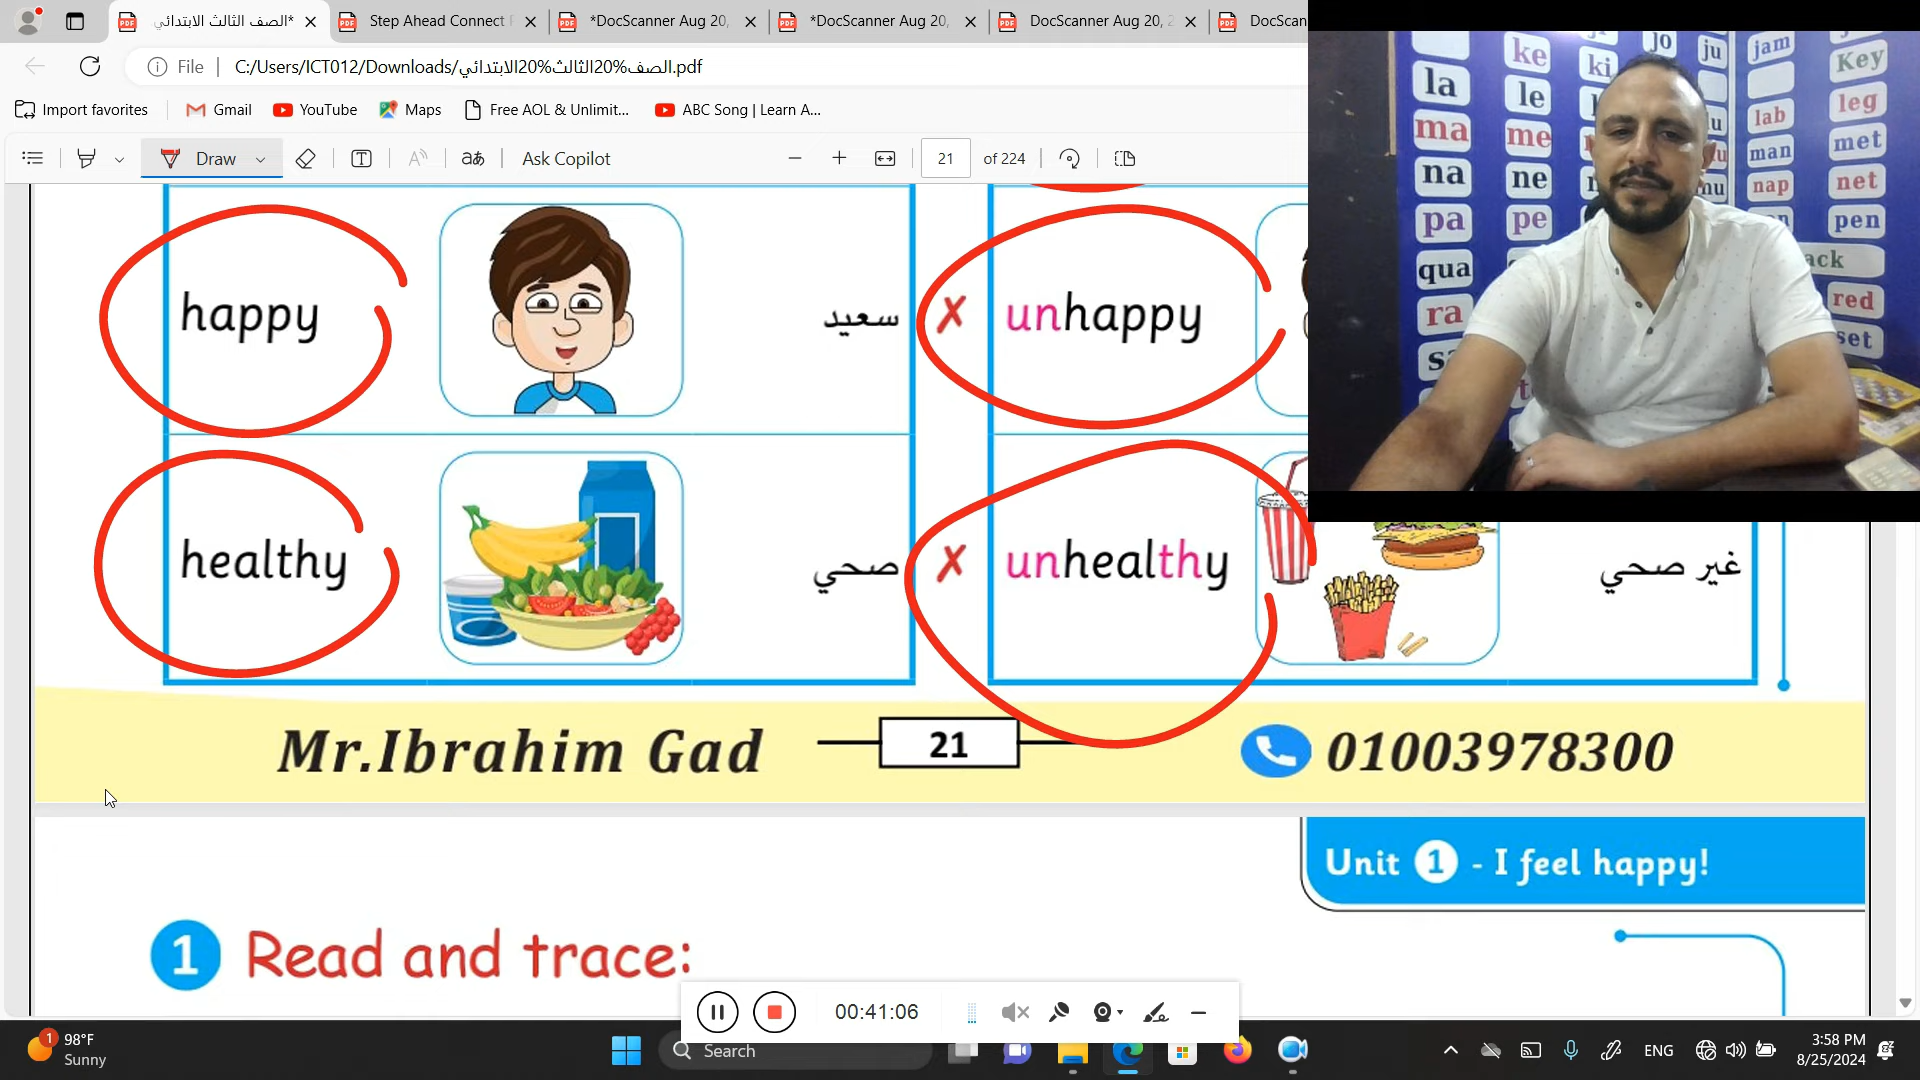 *الصف الثالث الابتدائي
Step Ahead Connect
*DocScanner Aug 20,
*DocScanner Aug 20,
DocScanner Aug 20, 2
DocScan
File
C:/Users/ICT012/Downloads/الصف%20الثالث%20الابتدائي.pdf
Import favorites
Gmail
YouTube
Maps
Free AOL & Unlimit...
ABC Song | Learn A...
Draw
Ask Copilot
21 of 224
happy
سعيد
✗ unhappy
healthy
صحي
✗ unhealthy
غير صحي
Mr.Ibrahim Gad
21
01003978300
Unit 1 - I feel happy!
1 Read and trace:
00:41:06
1
98°F
Sunny
Search
ENG
3:58 PM
8/25/2024
ke
ki
jo
ju
jam
Key
la
le
lab
leg
ma
me
man
met
na
ne
nap
net
pa
pe
pen
qua
ack
ra
red
set